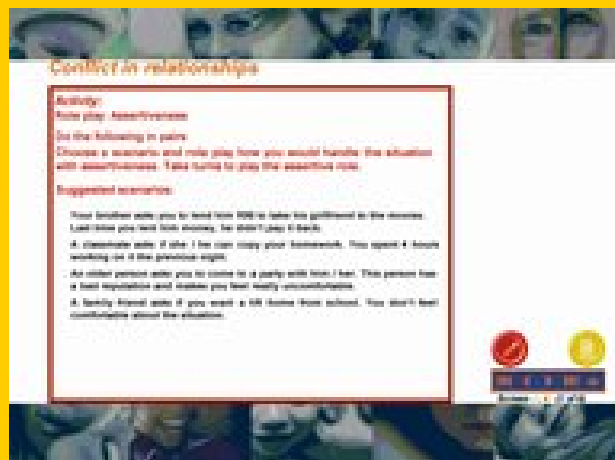 Conflict in relationships
Activity:
Role play: Assertiveness
Do the following in pairs
Choose a scenario and role play how you would handle the situation
with assertiveness. Take turns to play the assertive role.
Suggested scenarios:
Your brother asks you to lend him to take his girlfriend to the movies.
Last time you lent him money, he didn't pay it back.
A classmate asks if she / he can copy your homework. You spent 4 hours
working on it the previous night.
An older person asks you to come to a party with him / her. This person has
a bad reputation and makes you feel really uncomfortable.
A family friend asks if you want a lift home from school. You don't feel
comfortable about the situation.